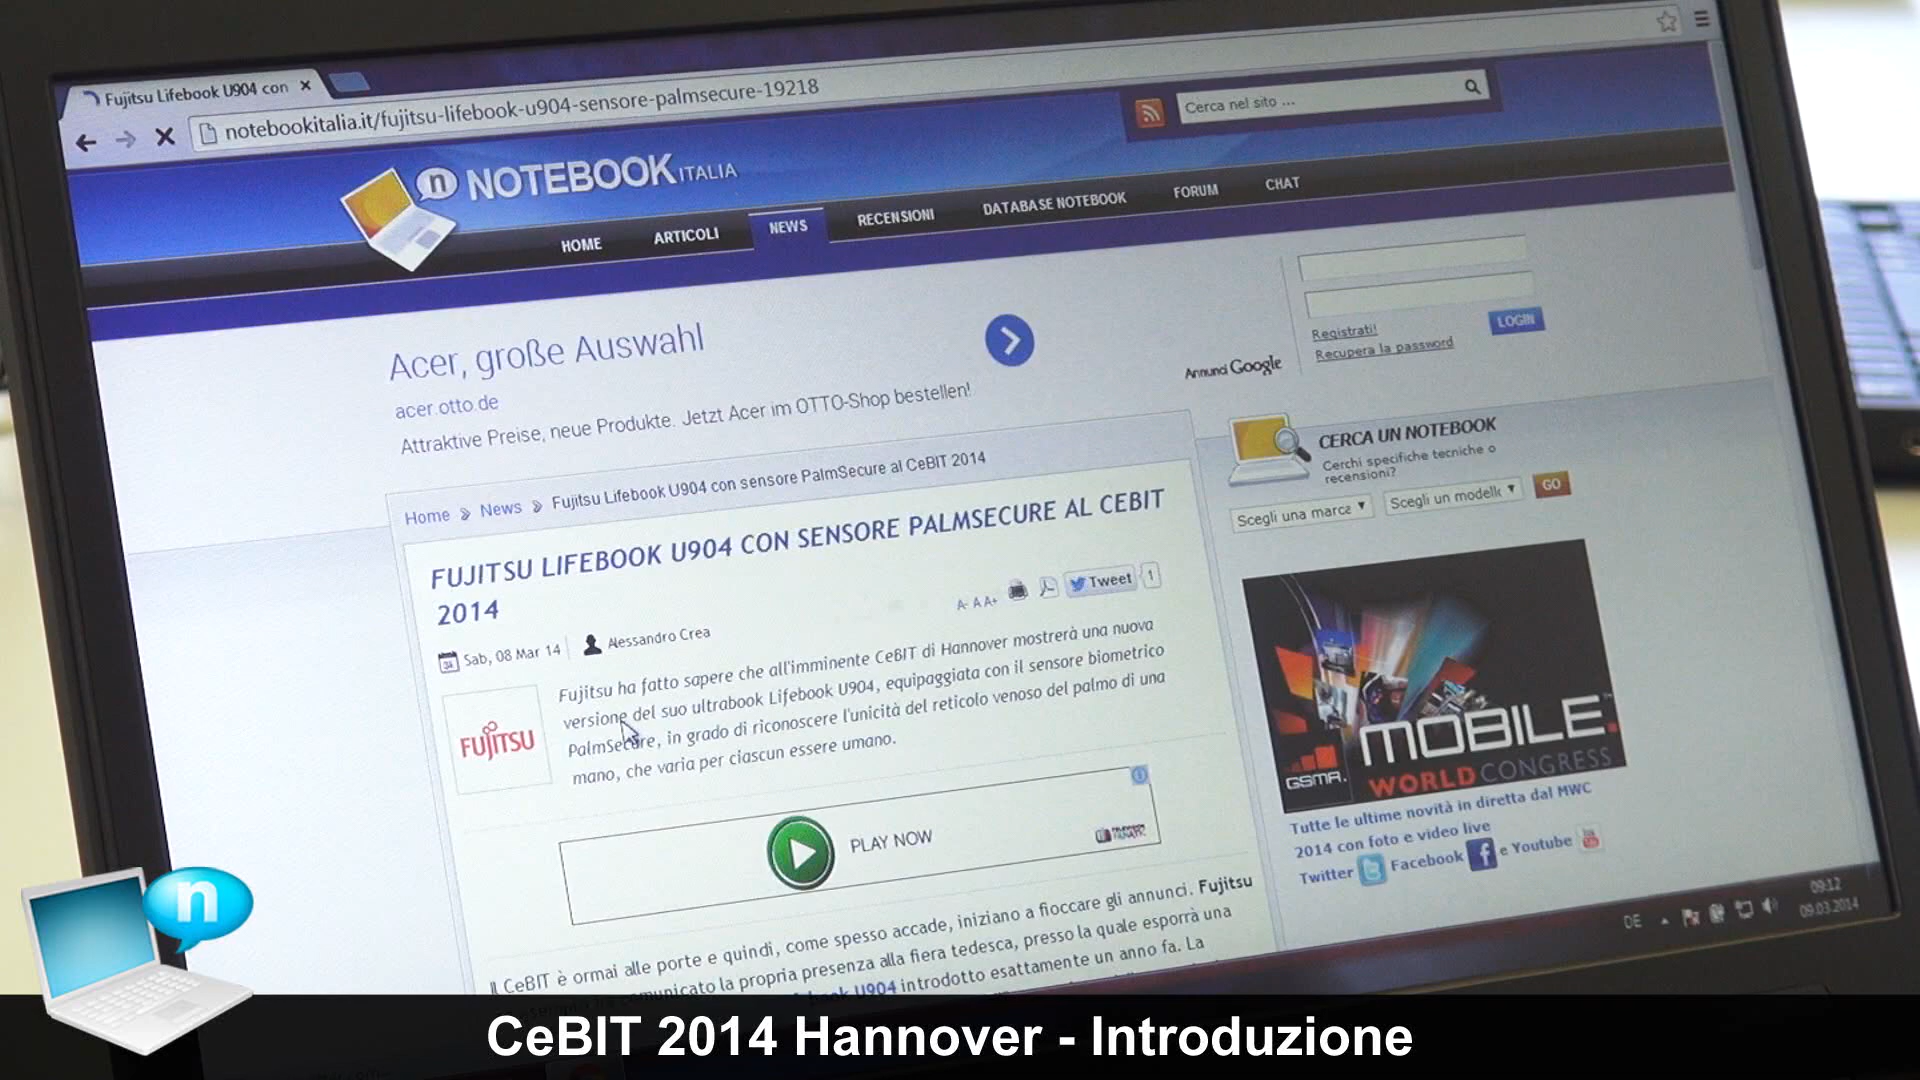 Fujitsu Lifebook U904 con
notebookitalia.it/fujitsu-lifebook-u904-sensore-palmsecure-19218
Cerca nel sito ...
n NOTEBOOK ITALIA
HOME ARTICOLI NEWS RECENSIONI DATABASE NOTEBOOK FORUM CHAT
Acer, große Auswahl
acer.otto.de
Attraktive Preise, neue Produkte. Jetzt Acer im OTTO-Shop bestellen!
Annunci Google
Registrati!
Recupera la password
LOGIN
Home » News » Fujitsu Lifebook U904 con sensore PalmSecure al CeBIT 2014
FUJITSU LIFEBOOK U904 CON SENSORE PALMSECURE AL CEBIT
2014
A- A A+ Tweet 1
Sab, 08 Mar 14 Alessandro Crea
FUJITSU
Fujitsu ha fatto sapere che all'imminente CeBIT di Hannover mostrerà una nuova
versione del suo ultrabook Lifebook U904, equipaggiata con il sensore biometrico
PalmSecure, in grado di riconoscere l'unicità del reticolo venoso del palmo di una
mano, che varia per ciascun essere umano.
PLAY NOW
Il CeBIT è ormai alle porte e quindi, come spesso accade, iniziano a fioccare gli annunci. Fujitsu
municato la propria presenza alla fiera tedesca, presso la quale esporrà una
U904 introdotto esattamente un anno fa. La
CERCA UN NOTEBOOK
Cerchi specifiche tecniche o
recensioni?
Scegli una marca Scegli un modello GO
GSMA MOBILE
WORLD CONGRESS
Tutte le ultime novità in diretta dal MWC
2014 con foto e video live
Twitter Facebook e Youtube
DE
09:12
09.03.2014
n
CeBIT 2014 Hannover - Introduzione